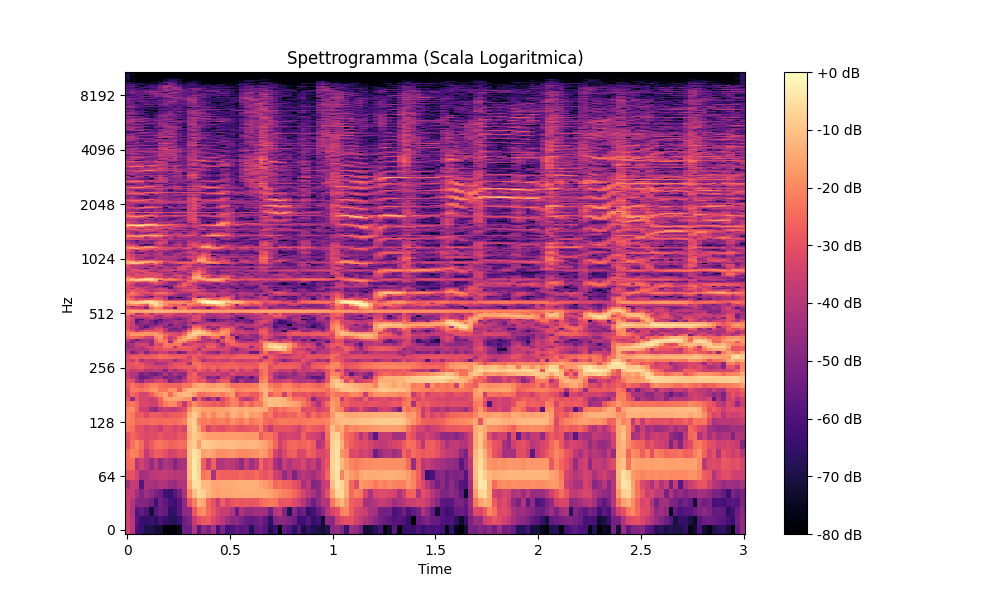 Spettrogramma (Scala Logaritmica)
Hz
8192
4096
2048
1024
512
256
128
64
0
0
0.5
1
1.5
2
2.5
3
Time
+0 dB
-10 dB
-20 dB
-30 dB
-40 dB
-50 dB
-60 dB
-70 dB
-80 dB